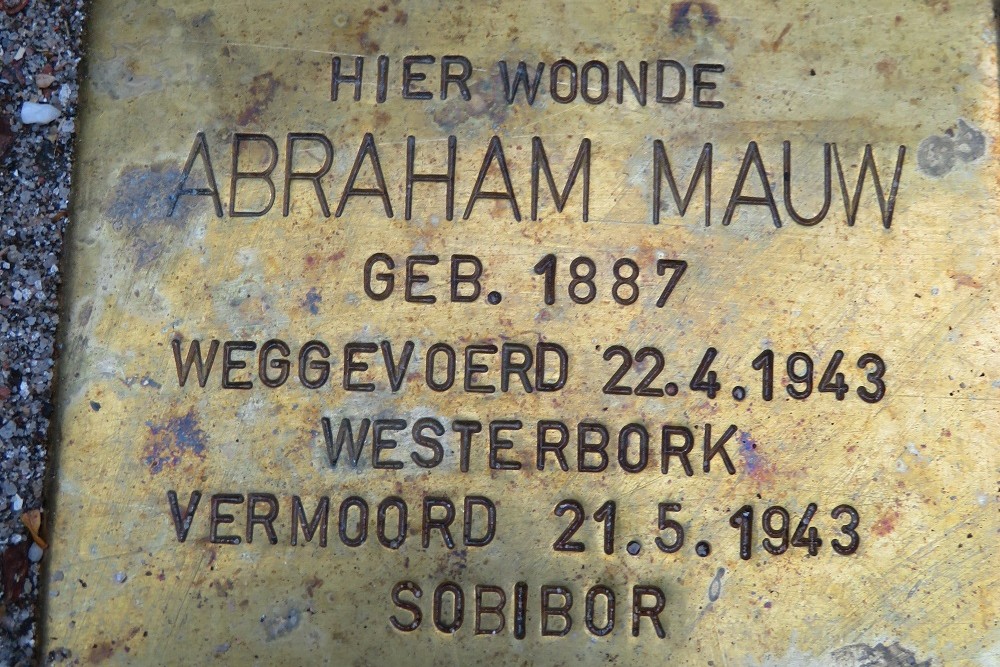 HIER WOONDE
ABRAHAM MAUW
GEB. 1887
WEGGEVOERD 22.4.1943
WESTERBORK
VERMOORD 21.5.1943
SOBIBOR